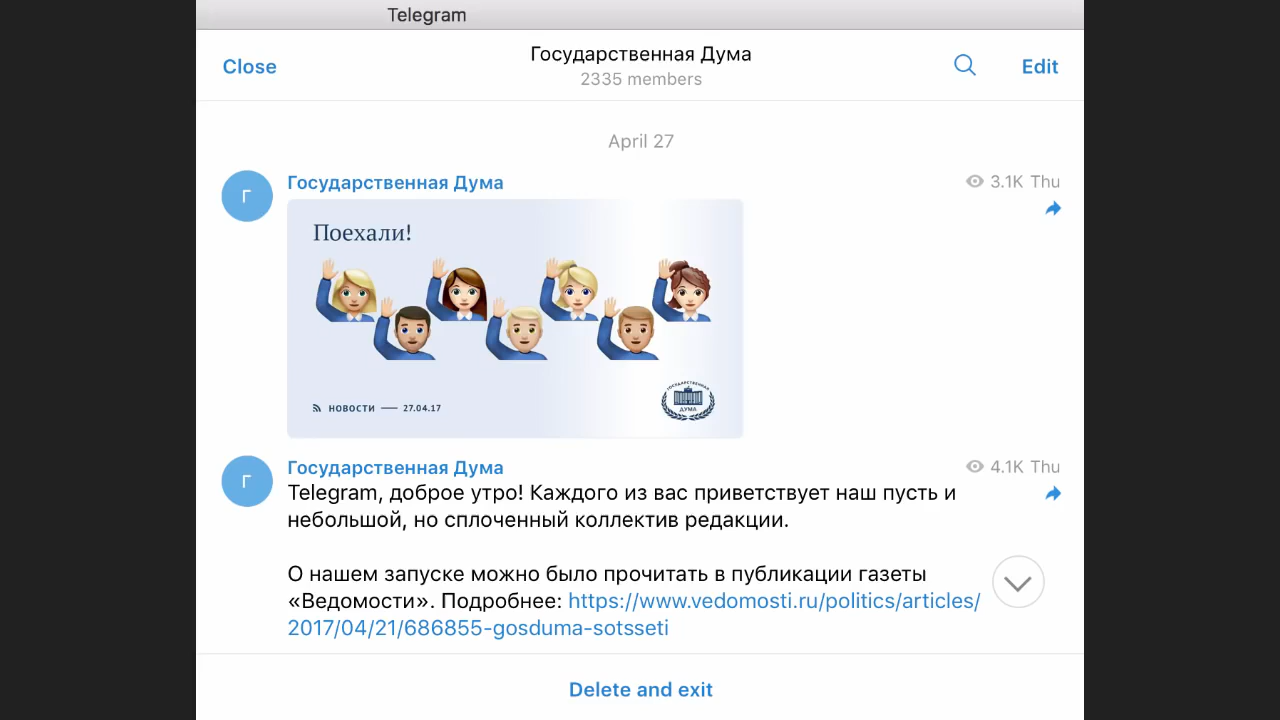 Telegram
Close
Государственная Дума
2335 members
Edit
April 27
Г
Государственная Дума
3.1K Thu
Поехали!
НОВОСТИ — 27.04.17
ГОСУДАРСТВЕННАЯ
ДУМА
Г
Государственная Дума
4.1K Thu
Telegram, доброе утро! Каждого из вас приветствует наш пусть и
небольшой, но сплоченный коллектив редакции.
О нашем запуске можно было прочитать в публикации газеты
«Ведомости». Подробнее: https://www.vedomosti.ru/politics/articles/
2017/04/21/686855-gosduma-sotsseti
Delete and exit